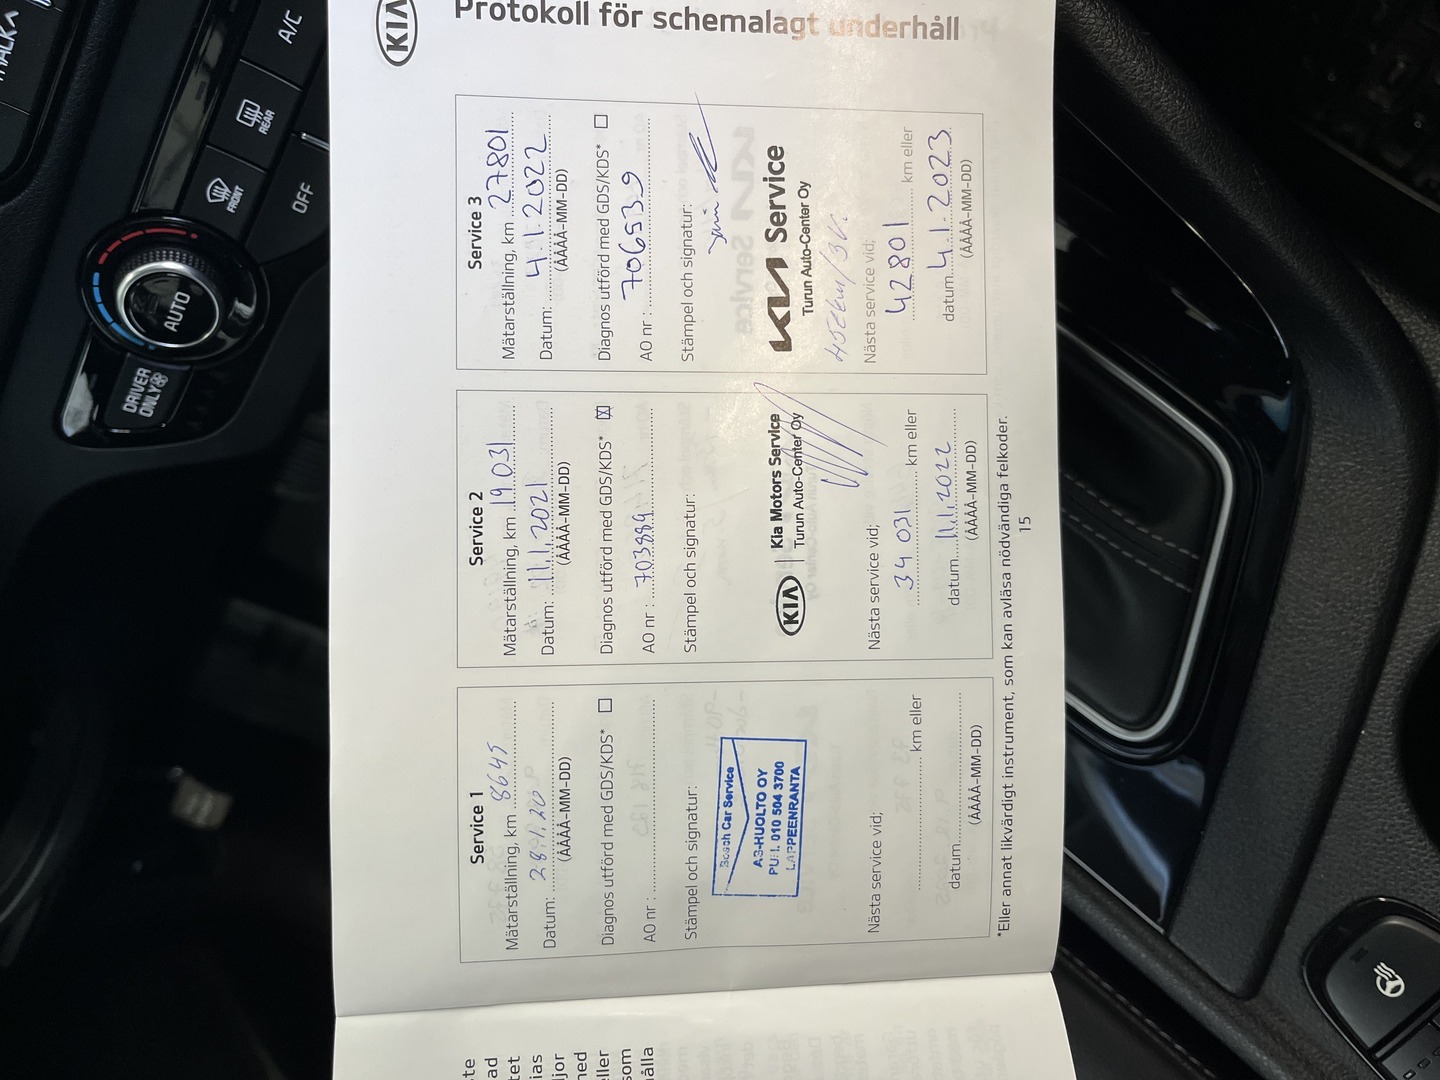 KIA
Protokoll för schemalagt underhåll
Service 1
Mätarställning, km 8645
Datum: 28.1.20
(ÅÅÅÅ-MM-DD)
Diagnos utförd med GDS/KDS* ☐
AO nr :
Stämpel och signatur:
Bosch Car Service
A3-HUOLTO OY
PUH. 010 504 3700
LAPPEENRANTA
Nästa service vid;
km eller
datum
(ÅÅÅÅ-MM-DD)
Service 2
Mätarställning, km 19 031
Datum: 11.1.2021
(ÅÅÅÅ-MM-DD)
Diagnos utförd med GDS/KDS* ☒
AO nr : 703889
Stämpel och signatur:
KIA | Kia Motors Service
Turun Auto-Center Oy
Nästa service vid;
34 031 km eller
datum 11.1.2022
(ÅÅÅÅ-MM-DD)
Service 3
Mätarställning, km 27801
Datum: 4.1.2022
(ÅÅÅÅ-MM-DD)
Diagnos utförd med GDS/KDS* ☐
AO nr : 706539
Stämpel och signatur:
KIA Service
Turun Auto-Center Oy
Nästa service vid;
42801 km eller
datum 4.1.2023
(ÅÅÅÅ-MM-DD)
*Eller annat likvärdigt instrument, som kan avläsa nödvändiga felkoder.
15
A/C
REAR
FRONT
OFF
AUTO
DRIVER
ONLY